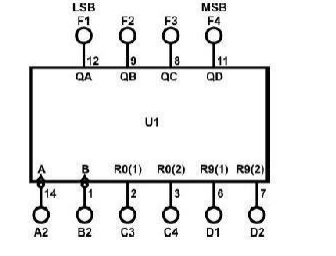 LSB MSB
F1 F2 F3 F4
12 9 8 11
QA QB QC QD
U1
A B R0(1) R0(2) R9(1) R9(2)
14 1 2 3 6 7
A2 B2 C3 C4 D1 D2